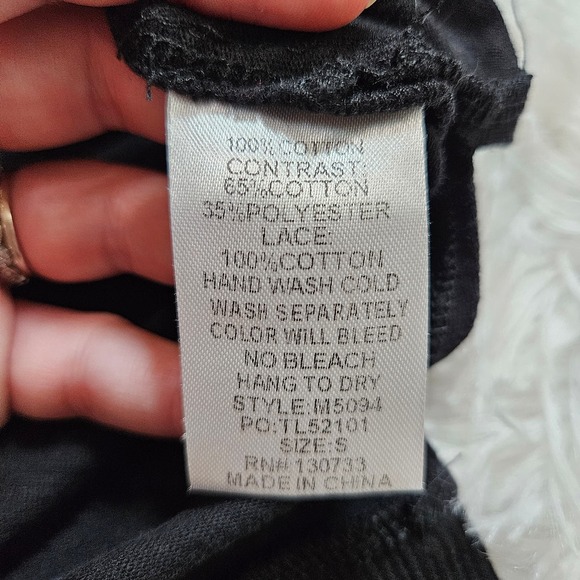 100% COTTON
CONTRAST:
65%COTTON
35%POLYESTER
LACE:
100%COTTON
HAND WASH COLD
WASH SEPARATELY
COLOR WILL BLEED
NO BLEACH
HANG TO DRY
STYLE:M5094
PO:TL52101
SIZE:S
RN# 130733
MADE IN CHINA